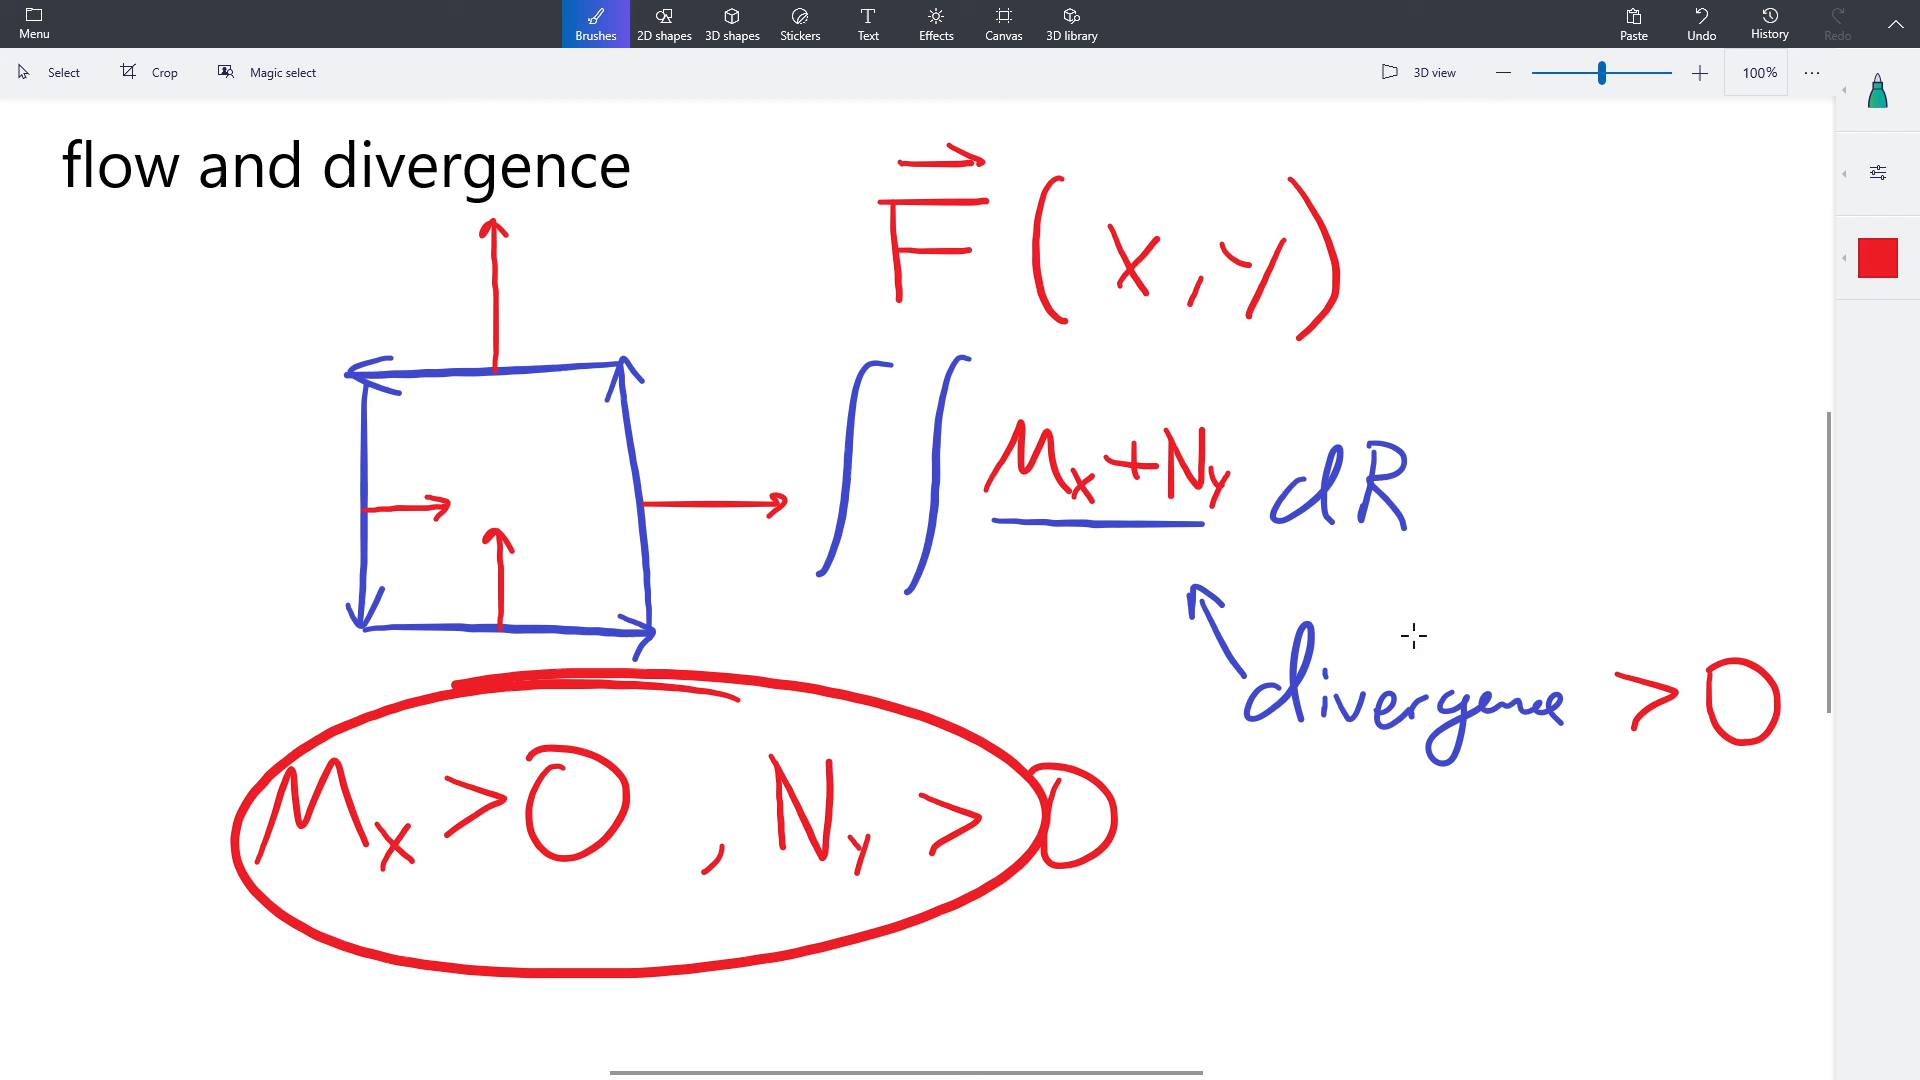 Menu
Brushes 2D shapes 3D shapes Stickers Text Effects Canvas 3D library Paste Undo History Redo
Select Crop Magic select 3D view 100%
flow and divergence
F⃗ (x, y)
∬ Mx + Ny dR
divergence > 0
Mx > 0 , Ny > 0